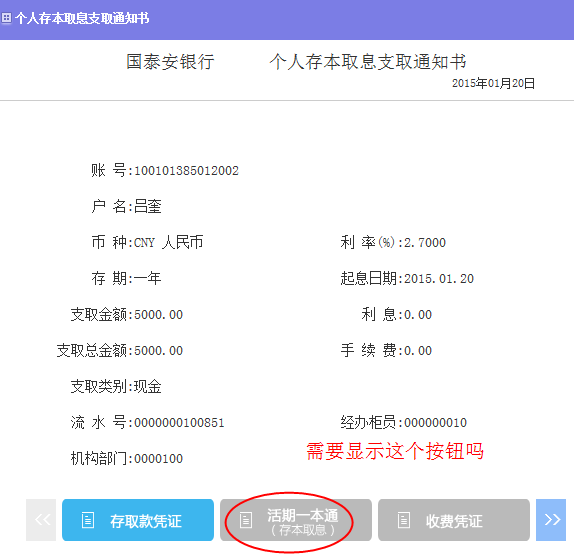 个人存本取息支取通知书
国泰安银行 个人存本取息支取通知书
2015年01月20日
账 号:100101385012002
户 名:吕奎
币 种:CNY 人民币 利 率(%):2.7000
存 期:一年 起息日期:2015.01.20
支取金额:5000.00 利 息:0.00
支取总金额:5000.00 手 续 费:0.00
支取类别:现金
流 水 号:0000000100851 经办柜员:000000010
机构部门:0000100
需要显示这个按钮吗
存取款凭证 活期一本通 收费凭证
（存本取息）